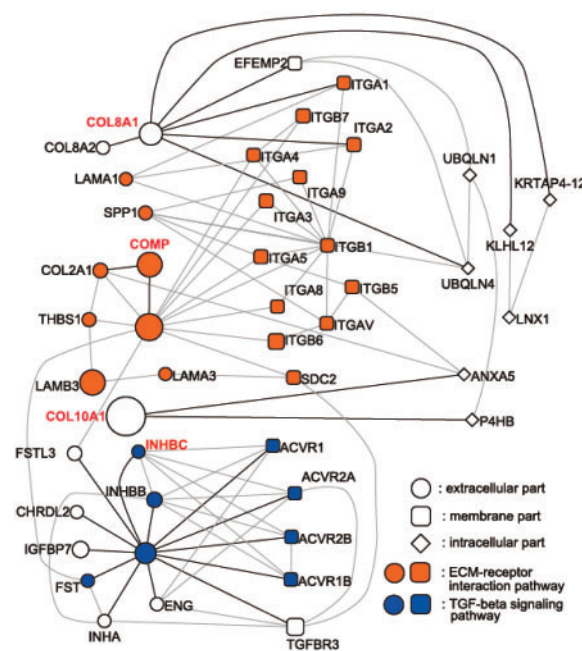 EFEMP2
ITGA1
COL8A1
ITGB7
ITGA2
COL8A2
ITGA4
UBQLN1
LAMA1
ITGA9
KRTAP4-12
SPP1
ITGA3
COMP
ITGB1
KLHL12
ITGA5
COL2A1
UBQLN4
ITGA8
ITGB5
THBS1
ITGAV
LNX1
ITGB6
LAMB3
LAMA3
SDC2
ANXA5
COL10A1
P4HB
FSTL3
INHBC
ACVR1
INHBB
ACVR2A
CHRDL2
: extracellular part
: membrane part
IGFBP7
ACVR2B
: intracellular part
FST
ACVR1B
: ECM-receptor
interaction pathway
ENG
: TGF-beta signaling
pathway
INHA
TGFBR3